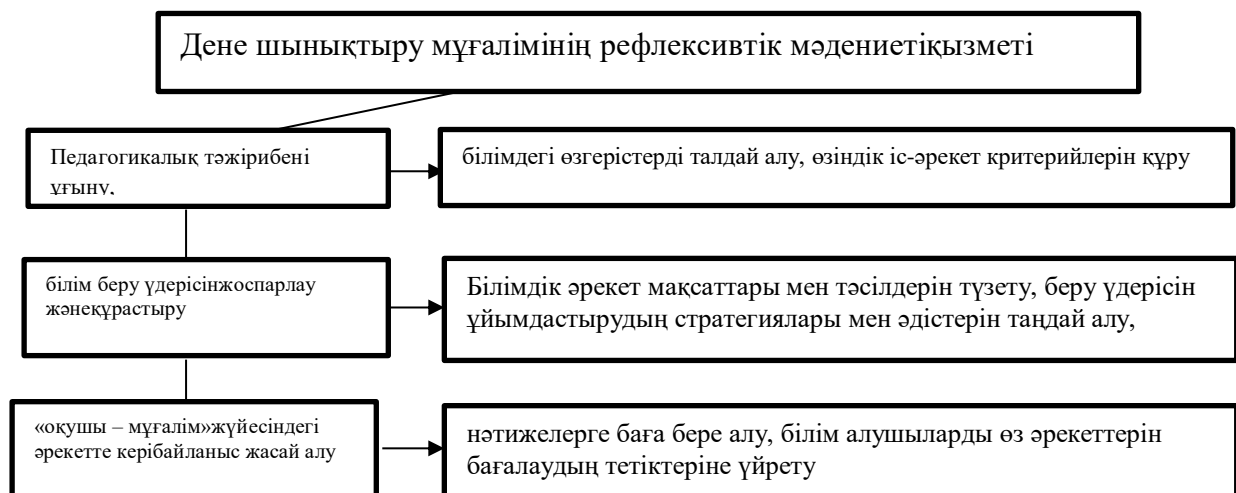 Дене шынықтыру мұғалімінің рефлексивтік мәдениетіқызметі
Педагогикалық тәжірибені
ұғыну,
білімдегі өзгерістерді талдай алу, өзіндік іс-әрекет критерийлерін құру
білім беру үдерісінжоспарлау
жәнеқұрастыру
Білімдік әрекет мақсаттары мен тәсілдерін түзету, беру үдерісін
ұйымдастырудың стратегиялары мен әдістерін таңдай алу,
«оқушы – мұғалім»жүйесіндегі
әрекетте керібайланыс жасай алу
нәтижелерге баға бере алу, білім алушыларды өз әрекеттерін
бағалаудың тетіктеріне үйрету